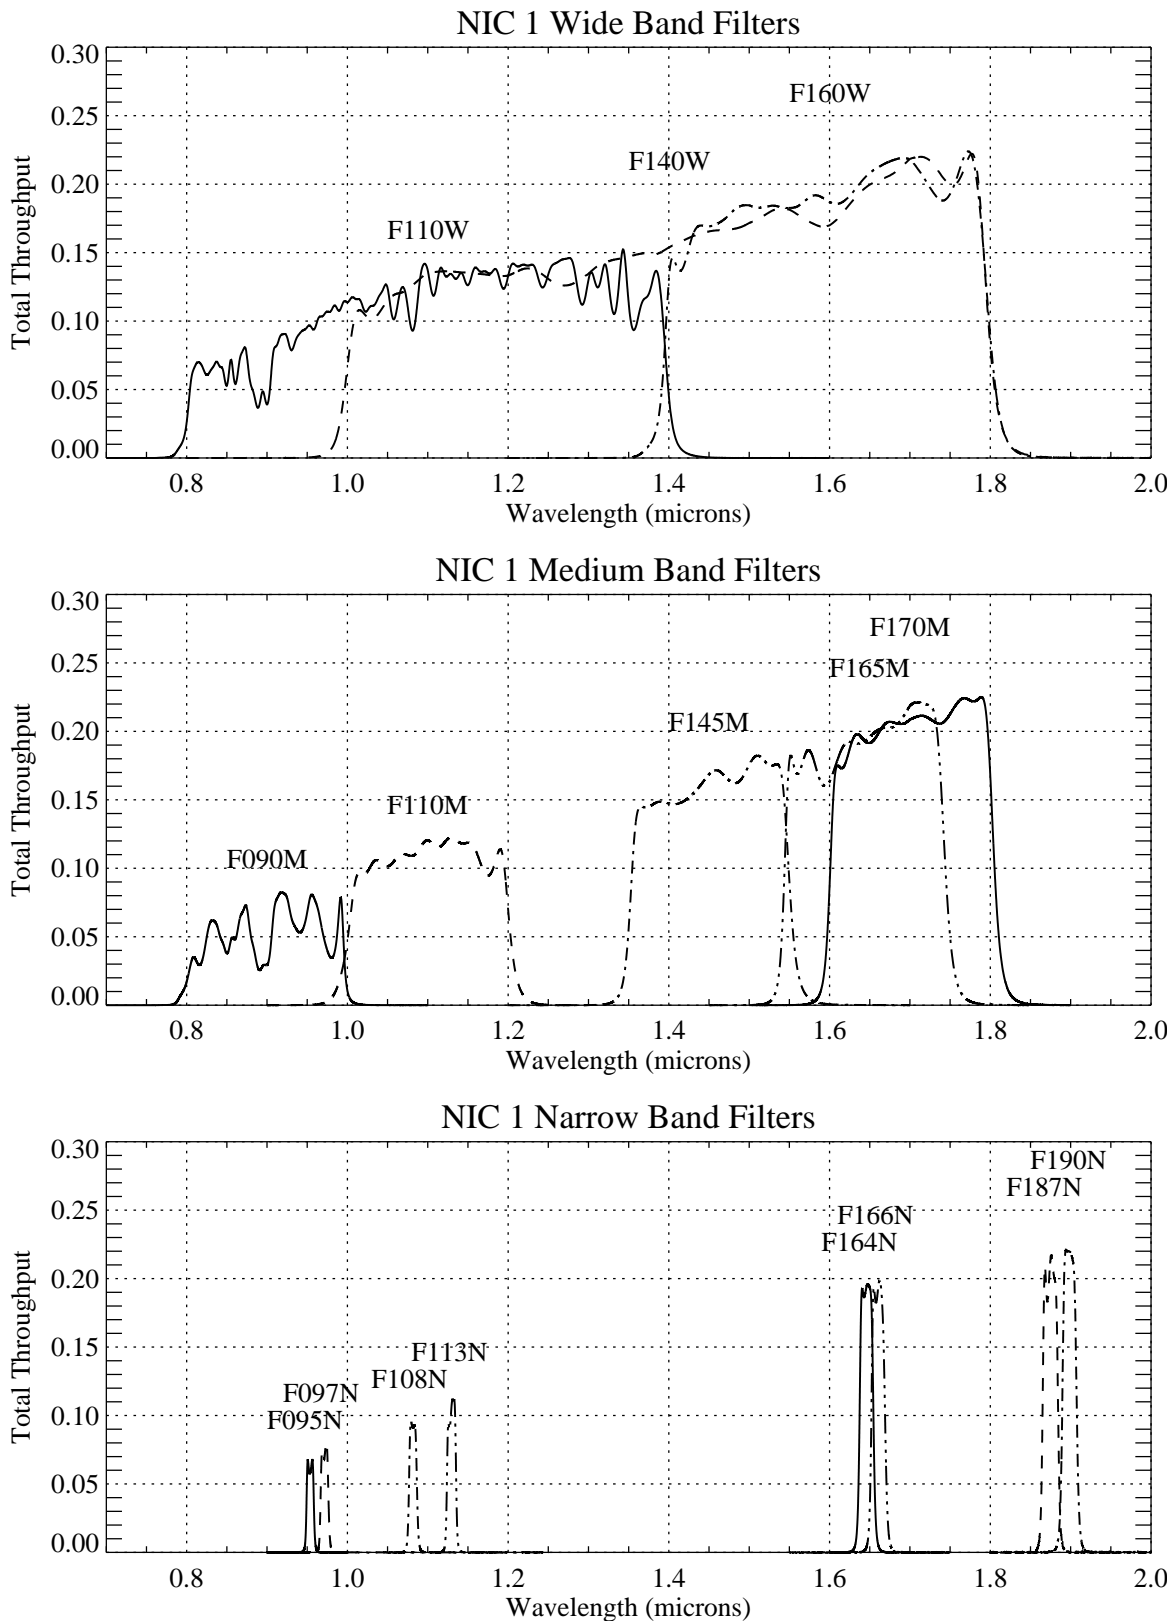 NIC 1 Wide Band Filters
0.30
0.25
0.20
0.15
0.10
0.05
0.00
Total Throughput
F160W
F140W
F110W
0.8 1.0 1.2 1.4 1.6 1.8 2.0
Wavelength (microns)
NIC 1 Medium Band Filters
0.30
0.25
0.20
0.15
0.10
0.05
0.00
Total Throughput
F170M
F165M
F145M
F110M
F090M
0.8 1.0 1.2 1.4 1.6 1.8 2.0
Wavelength (microns)
NIC 1 Narrow Band Filters
0.30
0.25
0.20
0.15
0.10
0.05
0.00
Total Throughput
F190N
F187N
F166N
F164N
F113N
F108N
F097N
F095N
0.8 1.0 1.2 1.4 1.6 1.8 2.0